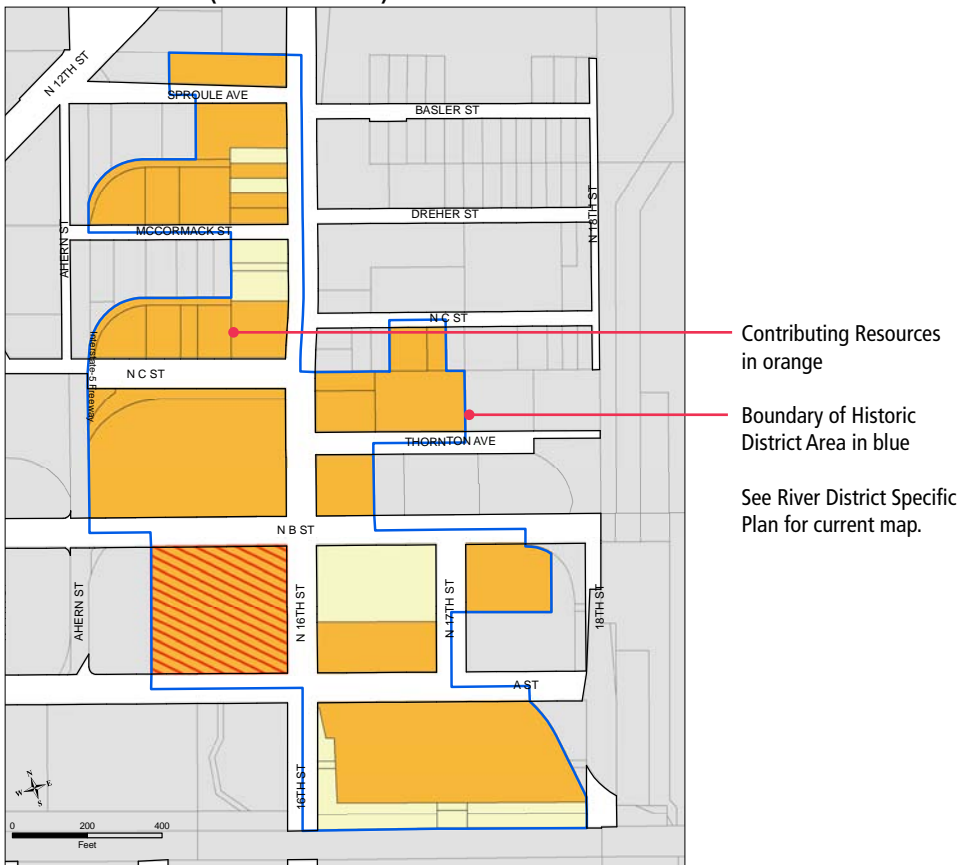 N 12TH ST
SPROULE AVE
BASLER ST
DREHER ST
N 18TH ST
MCCORMACK ST
AHERN ST
N C ST
Interstate-5 Freeway
N C ST
Contributing Resources
in orange
Boundary of Historic
District Area in blue
THORNTON AVE
See River District Specific
Plan for current map.
N B ST
AHERN ST
N 16TH ST
N 17TH ST
18TH ST
A ST
16TH ST
N
W E
S
0 200 400
Feet